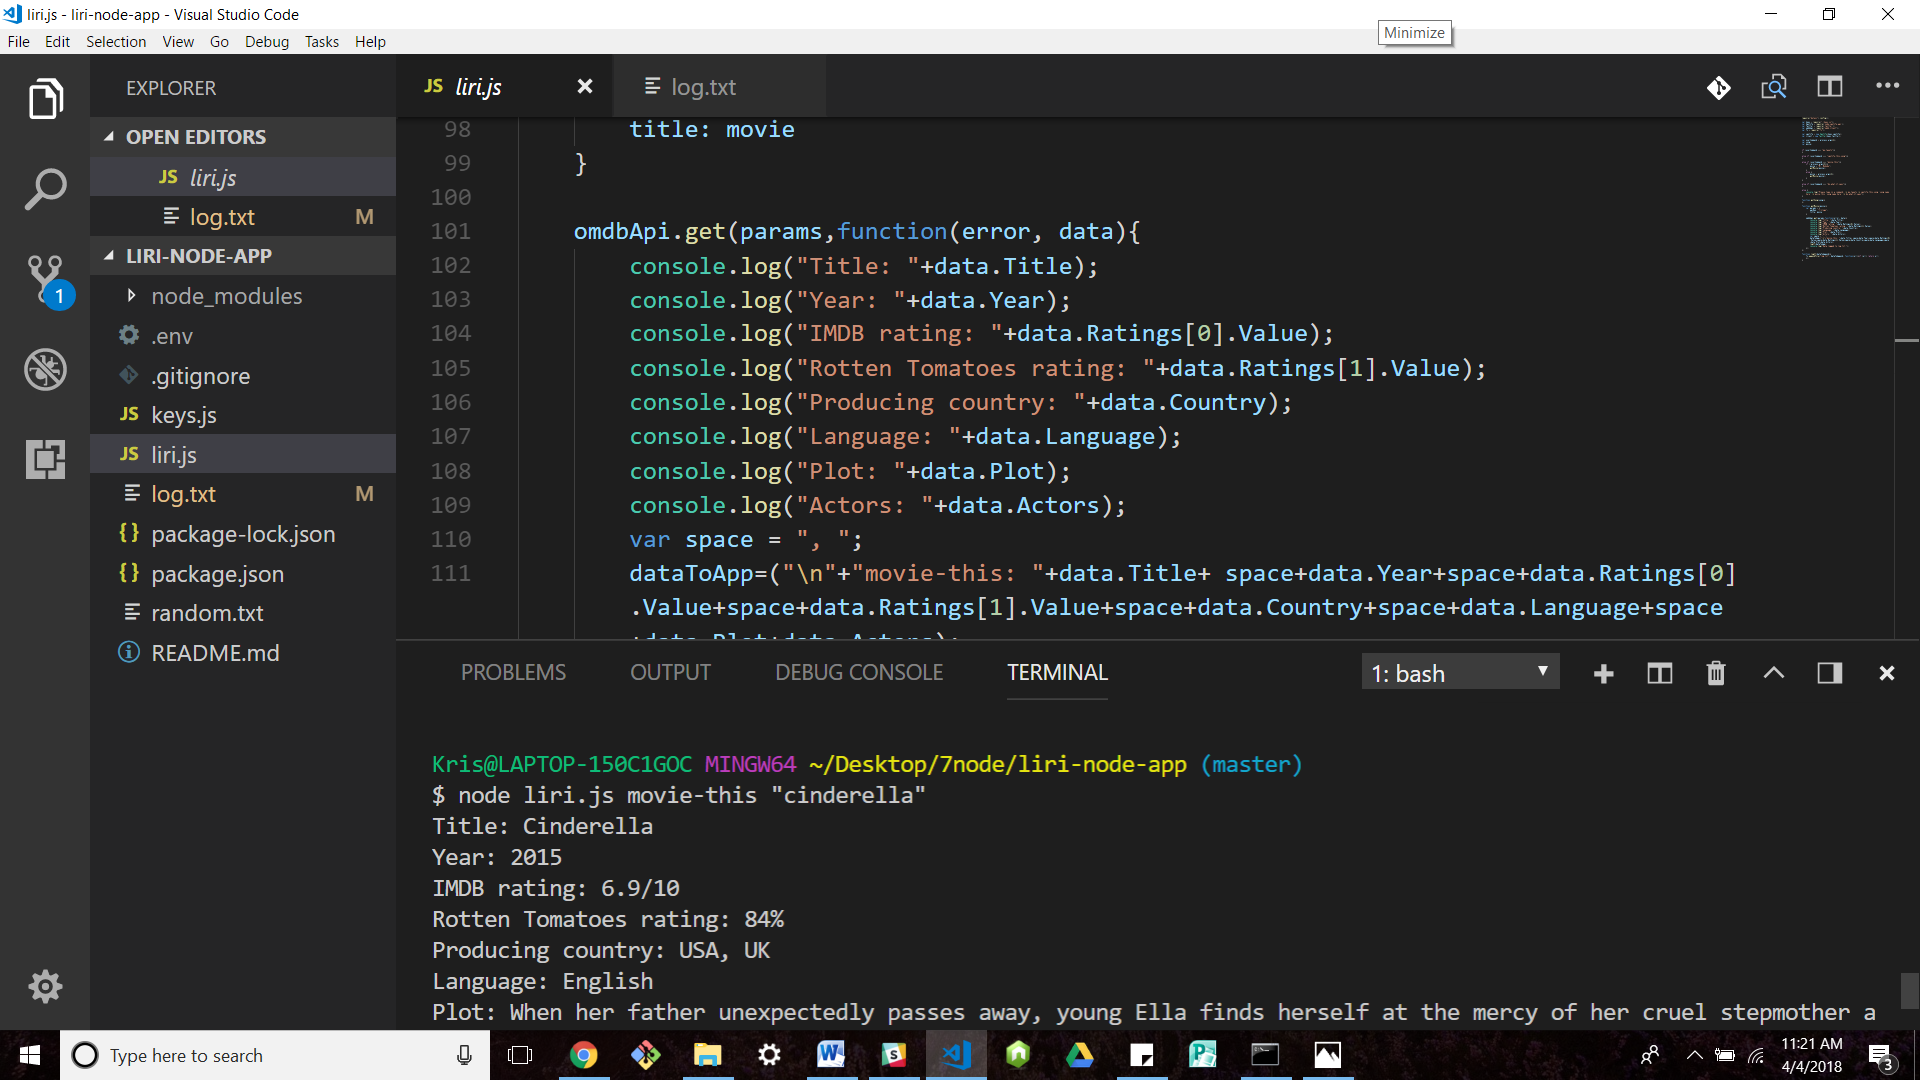 liri.js - liri-node-app - Visual Studio Code
File Edit Selection View Go Debug Tasks Help
Minimize
EXPLORER
OPEN EDITORS
JS liri.js
log.txt M
LIRI-NODE-APP
node_modules
.env
.gitignore
JS keys.js
JS liri.js
log.txt M
{} package-lock.json
{} package.json
random.txt
README.md
1
JS liri.js
log.txt
98 title: movie
99 }
100
101 omdbApi.get(params,function(error, data){
102 console.log("Title: "+data.Title);
103 console.log("Year: "+data.Year);
104 console.log("IMDB rating: "+data.Ratings[0].Value);
105 console.log("Rotten Tomatoes rating: "+data.Ratings[1].Value);
106 console.log("Producing country: "+data.Country);
107 console.log("Language: "+data.Language);
108 console.log("Plot: "+data.Plot);
109 console.log("Actors: "+data.Actors);
110 var space = ", ";
111 dataToApp=("\n"+"movie-this: "+data.Title+ space+data.Year+space+data.Ratings[0]
.Value+space+data.Ratings[1].Value+space+data.Country+space+data.Language+space
+data.Plot+data.Actors);
PROBLEMS OUTPUT DEBUG CONSOLE TERMINAL
1: bash
Kris@LAPTOP-150C1GOC MINGW64 ~/Desktop/7node/liri-node-app (master)
$ node liri.js movie-this "cinderella"
Title: Cinderella
Year: 2015
IMDB rating: 6.9/10
Rotten Tomatoes rating: 84%
Producing country: USA, UK
Language: English
Plot: When her father unexpectedly passes away, young Ella finds herself at the mercy of her cruel stepmother a
Type here to search
11:21 AM
4/4/2018
3